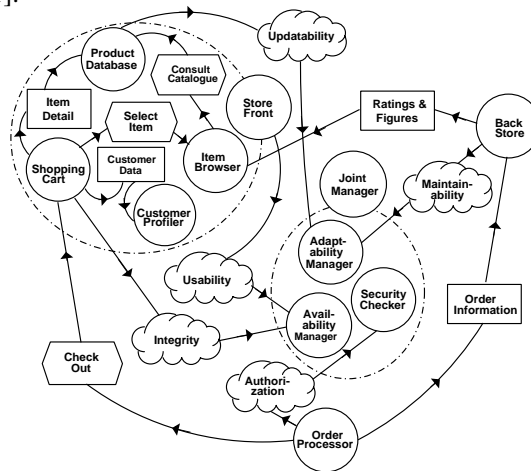 ].
Updatability
Product
Database
Consult
Catalogue
Store
Front
Item
Detail
Select
Item
Ratings &
Figures
Back
Store
Shopping
Cart
Customer
Data
Item
Browser
Joint
Manager
Maintain-
ability
Customer
Profiler
Adapt-
ability
Manager
Usability
Security
Checker
Order
Information
Integrity
Avail-
ability
Manager
Check
Out
Authori-
zation
Order
Processor